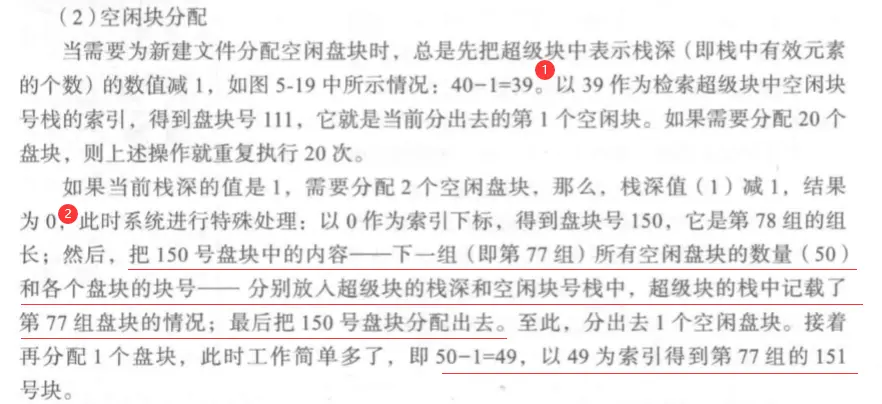 （2）空闲块分配
当需要为新建文件分配空闲盘块时，总是先把超级块中表示栈深（即栈中有效元素
的个数）的数值减 1，如图 5-19 中所示情况：40−1=39。以 39 作为检索超级块中空闲块
1
号栈的索引，得到盘块号 111，它就是当前分出去的第 1 个空闲块。如果需要分配 20 个
盘块，则上述操作就重复执行 20 次。
如果当前栈深的值是 1，需要分配 2 个空闲盘块，那么，栈深值（1）减 1，结果
为 0，此时系统进行特殊处理：以 0 作为索引下标，得到盘块号 150，它是第 78 组的组
2
长；然后，把 150 号盘块中的内容——下一组（即第 77 组）所有空闲盘块的数量（50）
和各个盘块的块号—— 分别放入超级块的栈深和空闲块号栈中，超级块的栈中记载了
第 77 组盘块的情况；最后把 150 号盘块分配出去。至此，分出去 1 个空闲盘块。接着
再分配 1 个盘块，此时工作简单多了，即 50−1=49，以 49 为索引得到第 77 组的 151
号块。